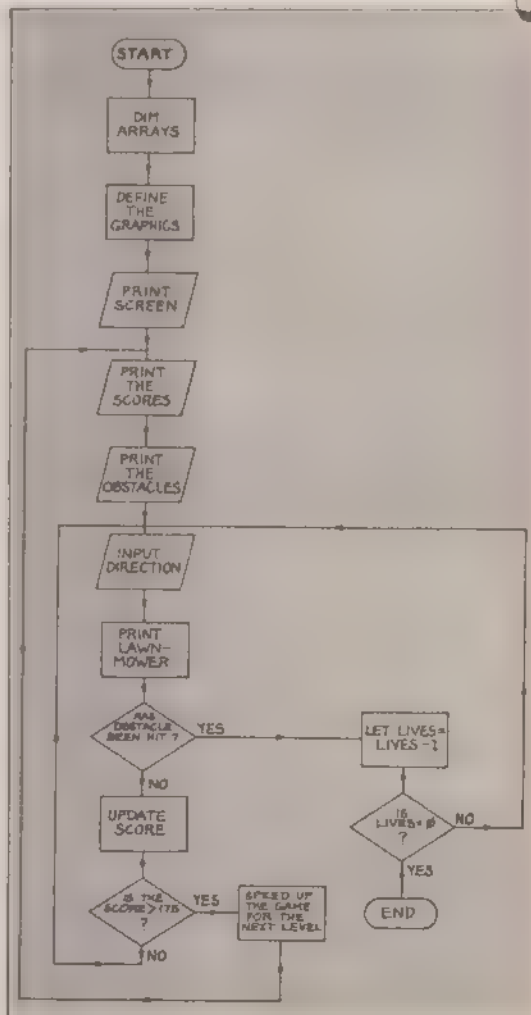 START
DIM
ARRAYS
DEFINE
THE
GRAPHICS
PRINT
SCREEN
PRINT
THE
SCORES
PRINT
THE
OBSTACLES
INPUT
DIRECTION
PRINT
LAWN-
MOWER
HAS
OBSTACLE
BEEN HIT ?
YES
LET LIVES=
LIVES-1
NO
UPDATE
SCORE
IS
LIVES=Ø
?
NO
YES
END
IS THE
SCORE>175
?
YES
SPEED UP
THE GAME
FOR THE
NEXT LEVEL
NO